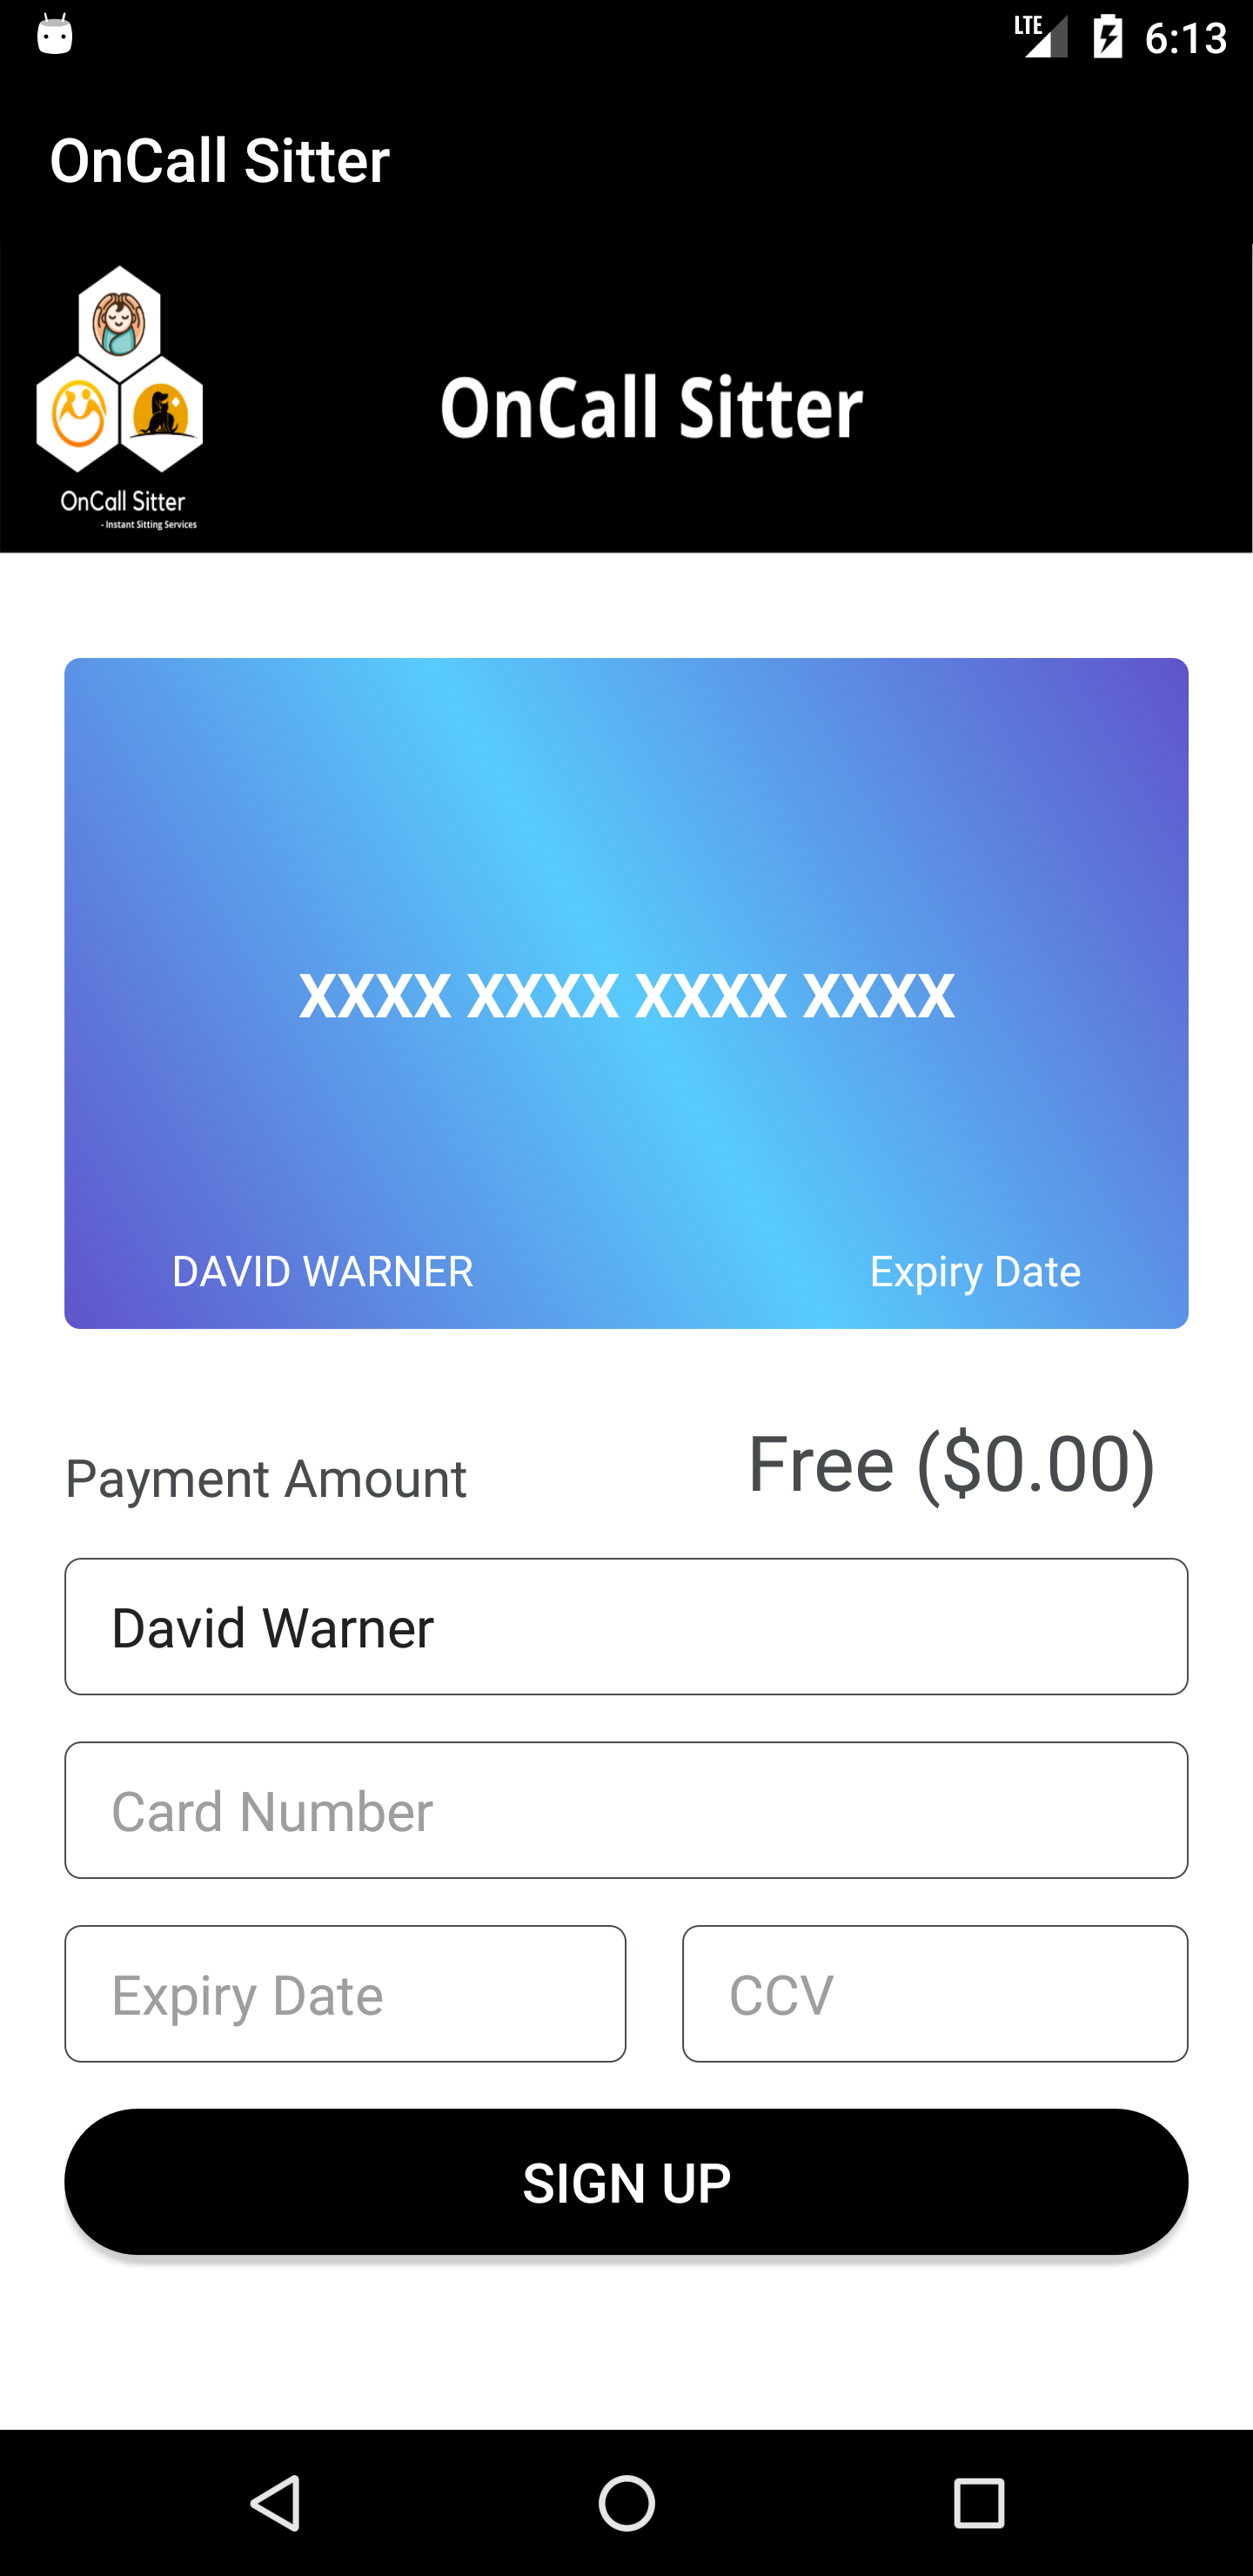 LTE 6:13
OnCall Sitter
OnCall Sitter
OnCall Sitter
- Instant Sitting Services
XXXX XXXX XXXX XXXX
DAVID WARNER Expiry Date
Payment Amount Free ($0.00)
David Warner
Card Number
Expiry Date CCV
SIGN UP